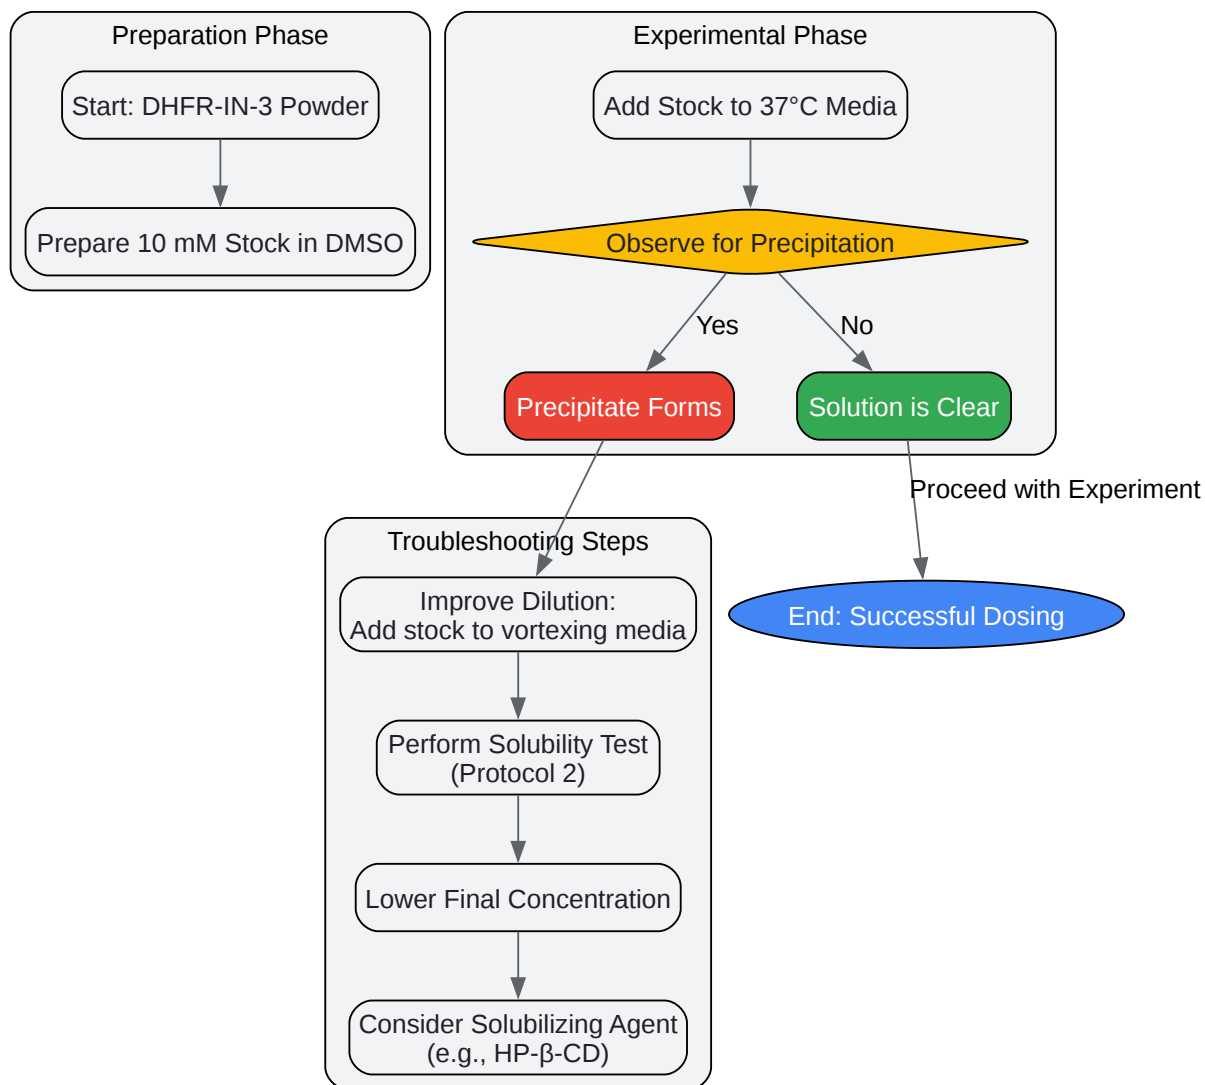 Preparation Phase
Start: DHFR-IN-3 Powder
Prepare 10 mM Stock in DMSO
Experimental Phase
Add Stock to 37°C Media
Observe for Precipitation
Yes
No
Precipitate Forms
Solution is Clear
Proceed with Experiment
End: Successful Dosing
Troubleshooting Steps
Improve Dilution:
Add stock to vortexing media
Perform Solubility Test
(Protocol 2)
Lower Final Concentration
Consider Solubilizing Agent
(e.g., HP-β-CD)